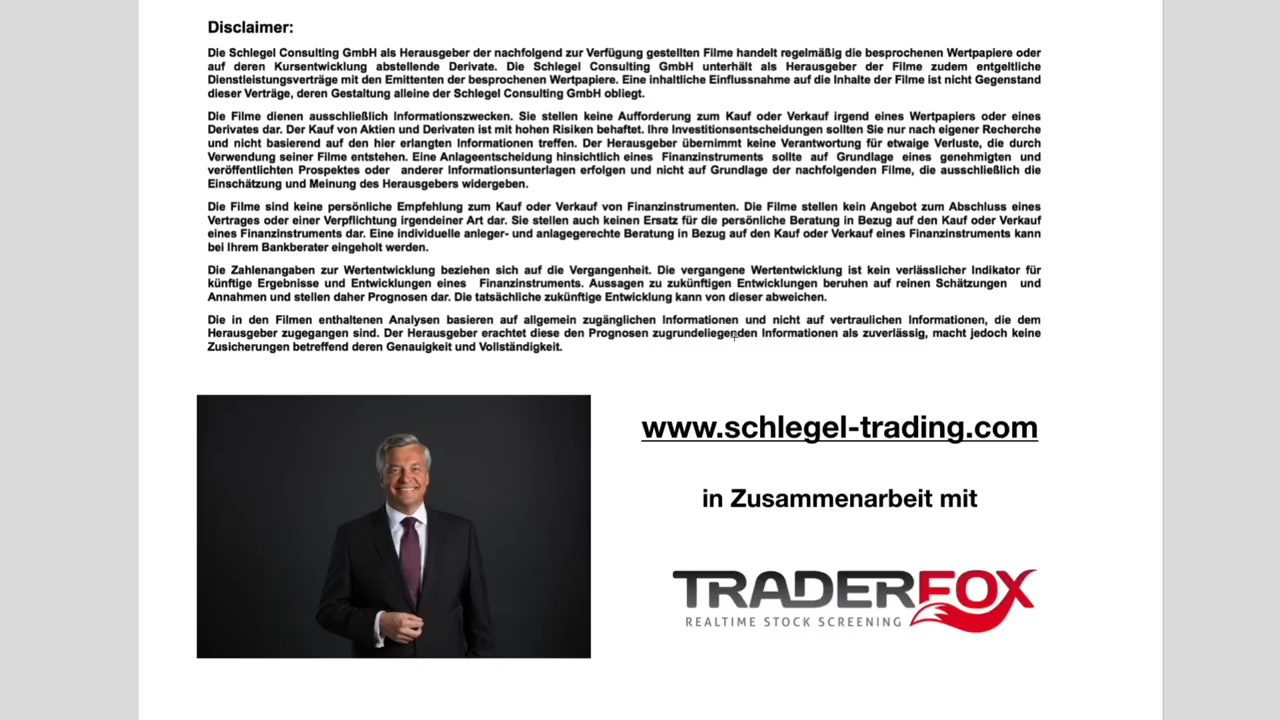 Disclaimer:
Die Schlegel Consulting GmbH als Herausgeber der nachfolgend zur Verfügung gestellten Filme handelt regelmäßig die besprochenen Wertpapiere oder
auf deren Kursentwicklung abstellende Derivate. Die Schlegel Consulting GmbH unterhält als Herausgeber der Filme zudem entgeltliche
Dienstleistungsverträge mit den Emittenten der besprochenen Wertpapiere. Eine inhaltliche Einflussnahme auf die Inhalte der Filme ist nicht Gegenstand
dieser Verträge, deren Gestaltung alleine der Schlegel Consulting GmbH obliegt.
Die Filme dienen ausschließlich Informationszwecken. Sie stellen keine Aufforderung zum Kauf oder Verkauf irgend eines Wertpapiers oder eines
Derivates dar. Der Kauf von Aktien und Derivaten ist mit hohen Risiken behaftet. Ihre Investitionsentscheidungen sollten Sie nur nach eigener Recherche
und nicht basierend auf den hier erlangten Informationen treffen. Der Herausgeber übernimmt keine Verantwortung für etwaige Verluste, die durch
Verwendung seiner Filme entstehen. Eine Anlageentscheidung hinsichtlich eines Finanzinstruments sollte auf Grundlage eines genehmigten und
veröffentlichten Prospektes oder anderer Informationsunterlagen erfolgen und nicht auf Grundlage der nachfolgenden Filme, die ausschließlich die
Einschätzung und Meinung des Herausgebers widergeben.
Die Filme sind keine persönliche Empfehlung zum Kauf oder Verkauf von Finanzinstrumenten. Die Filme stellen kein Angebot zum Abschluss eines
Vertrages oder einer Verpflichtung irgendeiner Art dar. Sie stellen auch keinen Ersatz für die persönliche Beratung in Bezug auf den Kauf oder Verkauf
eines Finanzinstruments dar. Eine individuelle anleger- und anlagegerechte Beratung in Bezug auf den Kauf oder Verkauf eines Finanzinstruments kann
bei Ihrem Bankberater eingeholt werden.
Die Zahlenangaben zur Wertentwicklung beziehen sich auf die Vergangenheit. Die vergangene Wertentwicklung ist kein verlässlicher Indikator für
künftige Ergebnisse und Entwicklungen eines Finanzinstruments. Aussagen zu zukünftigen Entwicklungen beruhen auf reinen Schätzungen und
Annahmen und stellen daher Prognosen dar. Die tatsächliche zukünftige Entwicklung kann von dieser abweichen.
Die in den Filmen enthaltenen Analysen basieren auf allgemein zugänglichen Informationen und nicht auf vertraulichen Informationen, die dem
Herausgeber zugegangen sind. Der Herausgeber erachtet diese den Prognosen zugrundeliegenden Informationen als zuverlässig, macht jedoch keine
Zusicherungen betreffend deren Genauigkeit und Vollständigkeit.
www.schlegel-trading.com
in Zusammenarbeit mit
TRADERFOX
REALTIME STOCK SCREENING